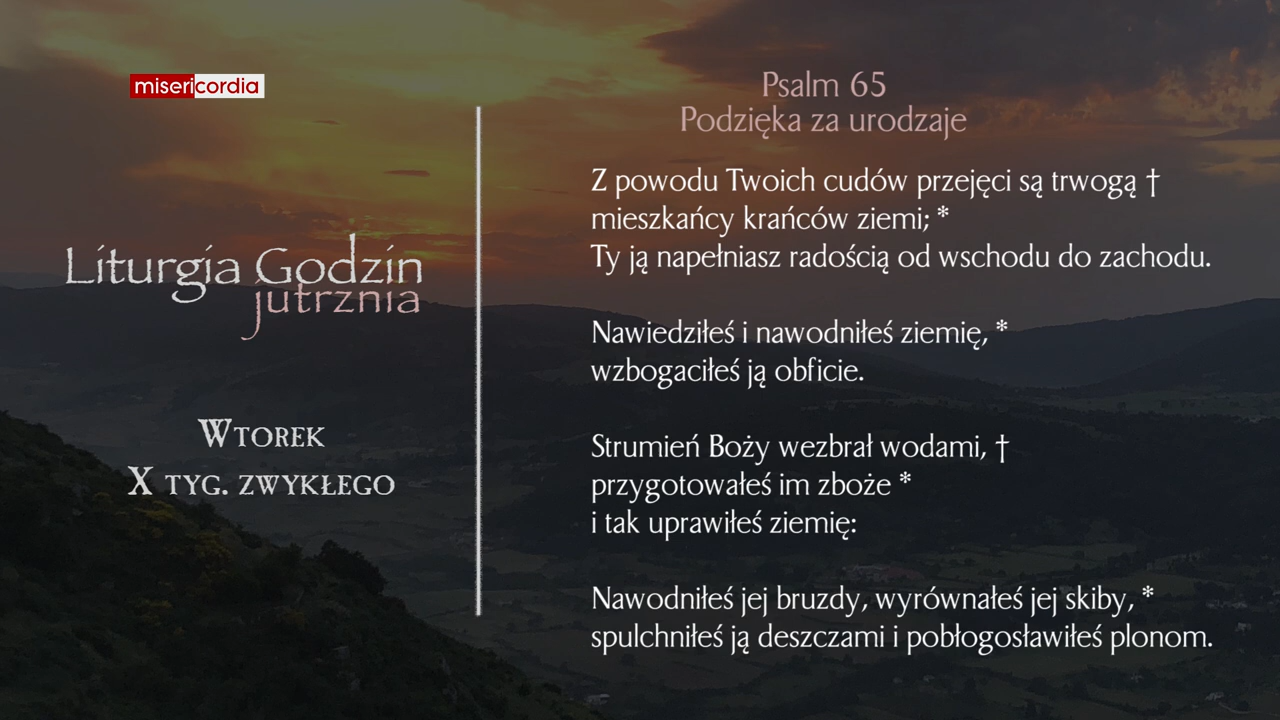 misericordia
Liturgia Godzin
jutrznia
Wtorek
X tyg. zwykłego
Psalm 65
Podzięka za urodzaje
Z powodu Twoich cudów przejęci są trwogą †
mieszkańcy krańców ziemi; *
Ty ją napełniasz radością od wschodu do zachodu.
Nawiedziłeś i nawodniłeś ziemię, *
wzbogaciłeś ją obficie.
Strumień Boży wezbrał wodami, †
przygotowałeś im zboże *
i tak uprawiłeś ziemię:
Nawodniłeś jej bruzdy, wyrównałeś jej skiby, *
spulchniłeś ją deszczami i pobłogosławiłeś plonom.